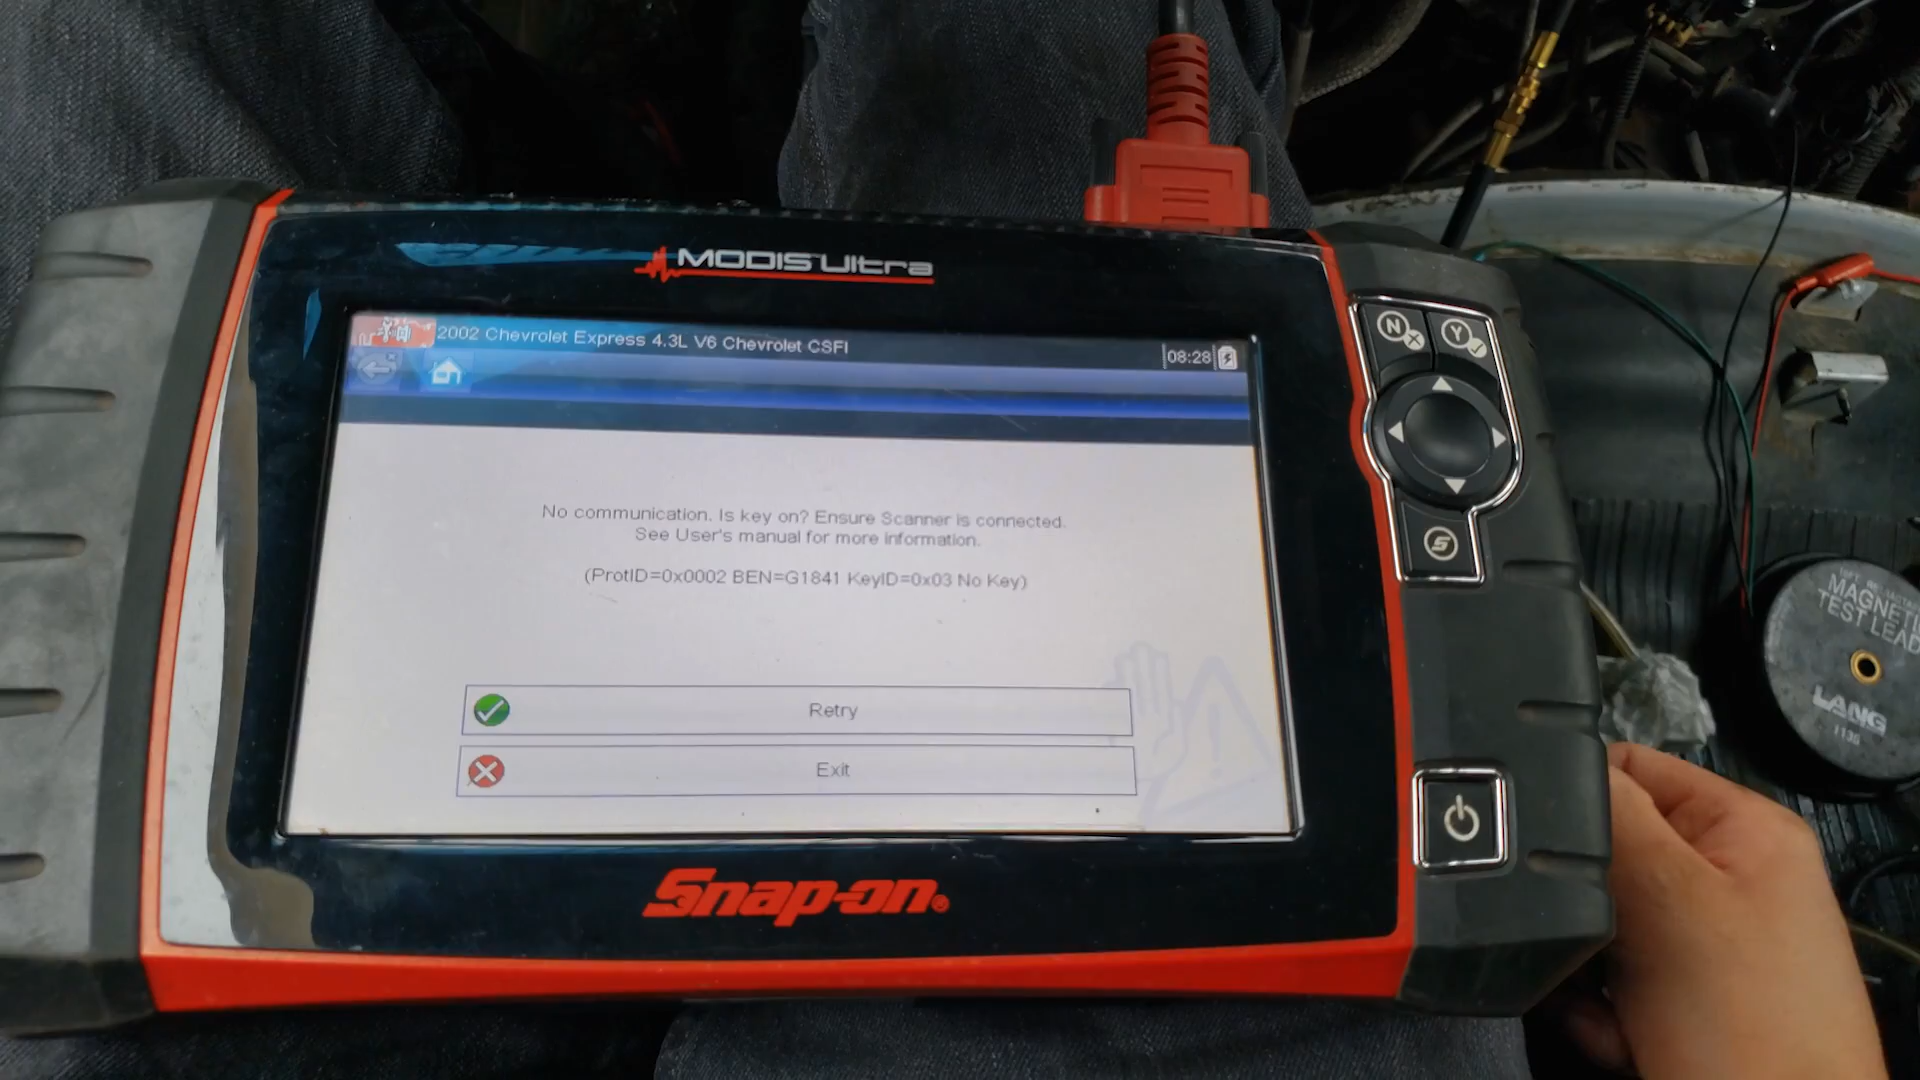 MODIS Ultra
2002 Chevrolet Express 4.3L V6 Chevrolet CSFI
08:28
N
Y
No communication. Is key on? Ensure Scanner is connected.
See User's manual for more information.
(ProtID=0x0002 BEN=G1841 KeyID=0x03 No Key)
S
Retry
Exit
Snap-on®
MAGNETIC
TEST LEAD
LANG
1135